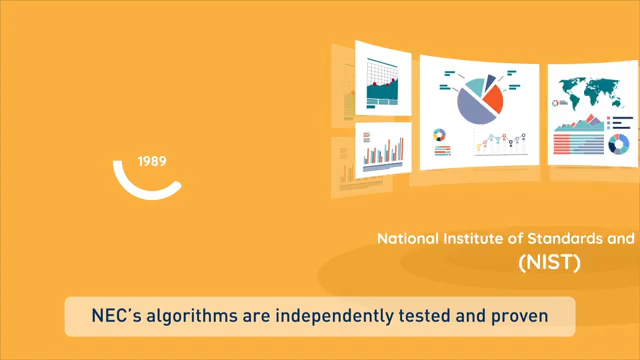 1989
National Institute of Standards and
(NIST)
NEC's algorithms are independently tested and proven